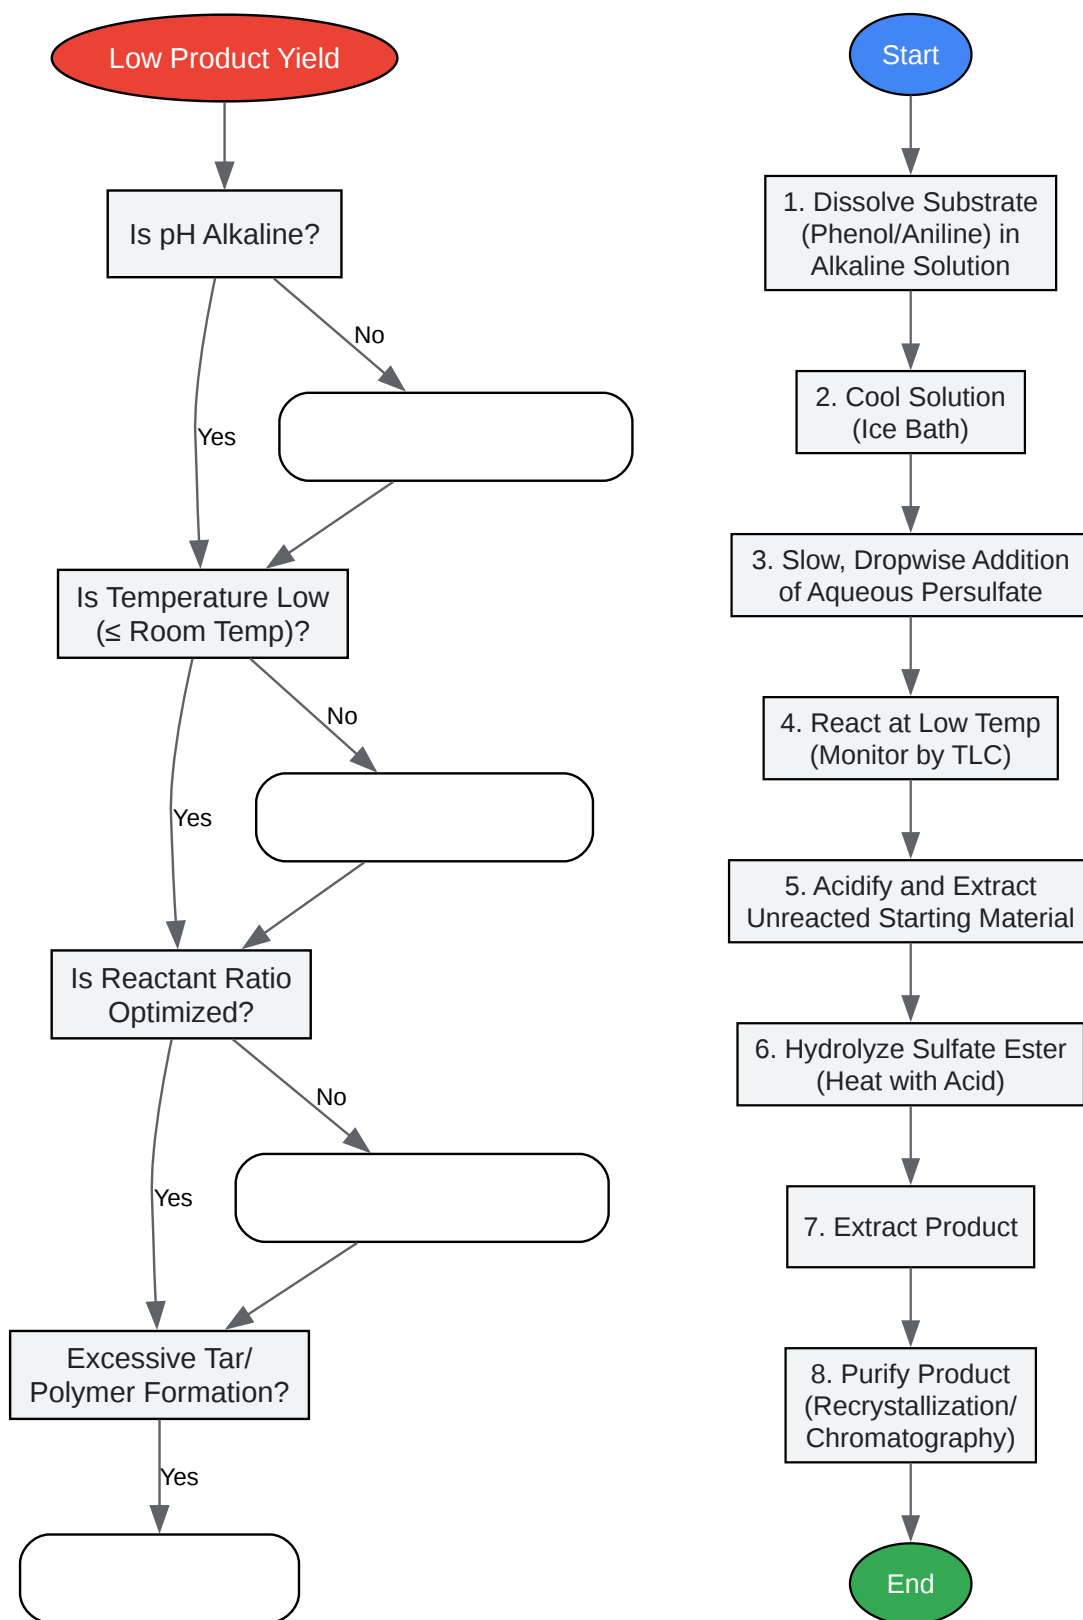 Low Product Yield
Is pH Alkaline?
No
Yes
Is Temperature Low
(≤ Room Temp)?
No
Yes
Is Reactant Ratio
Optimized?
No
Yes
Excessive Tar/
Polymer Formation?
Yes
Start
1. Dissolve Substrate
(Phenol/Aniline) in
Alkaline Solution
2. Cool Solution
(Ice Bath)
3. Slow, Dropwise Addition
of Aqueous Persulfate
4. React at Low Temp
(Monitor by TLC)
5. Acidify and Extract
Unreacted Starting Material
6. Hydrolyze Sulfate Ester
(Heat with Acid)
7. Extract Product
8. Purify Product
(Recrystallization/
Chromatography)
End